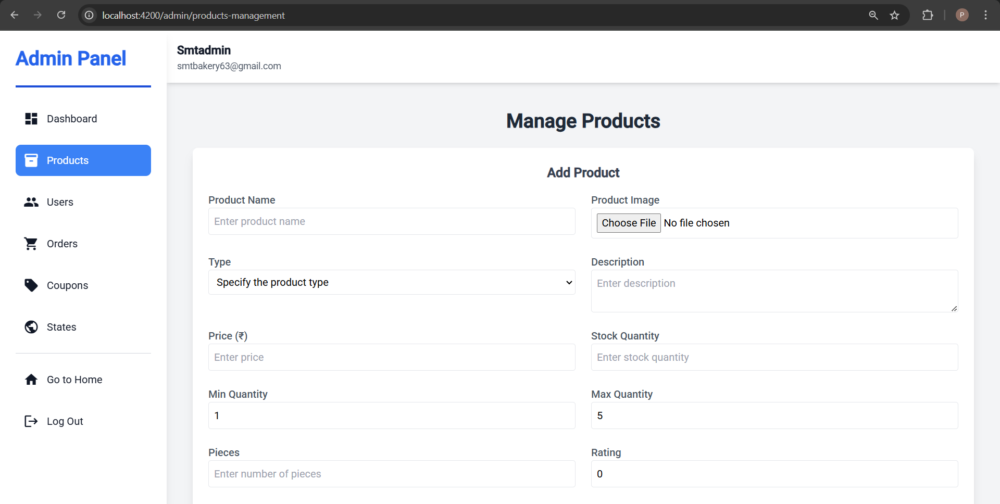 localhost:4200/admin/products-management
P
Admin Panel
Smtadmin
smtbakery63@gmail.com
Dashboard
Products
Users
Orders
Coupons
States
Go to Home
Log Out
Manage Products
Add Product
Product Name
Enter product name
Product Image
Choose File No file chosen
Type
Specify the product type
Description
Enter description
Price (₹)
Enter price
Stock Quantity
Enter stock quantity
Min Quantity
1
Max Quantity
5
Pieces
Enter number of pieces
Rating
0